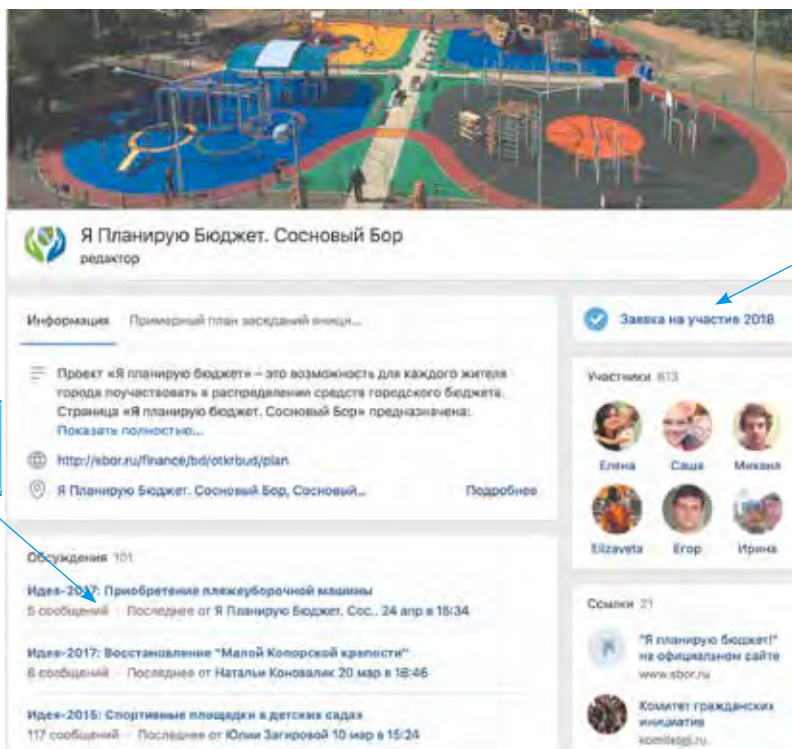 Я Планирую Бюджет. Сосновый Бор
редактор
Информация Примерный план заседаний иници...
Проект «Я планирую бюджет» – это возможность для каждого жителя
города поучаствовать в распределении средств городского бюджета.
Страница «Я планирую бюджет. Сосновый Бор» предназначена:
Показать полностью...
http://sbor.ru/finance/bd/otkrbud/plan
Я Планирую Бюджет. Сосновый Бор, Сосновый... Подробнее
Обсуждения 101
Идея-2017: Приобретение пляжеуборочной машины
5 сообщений Последнее от Я Планирую Бюджет. Сос.. 24 апр в 15:34
Идея-2017: Восстановление "Малой Копорской крепости"
6 сообщений Последнее от Натальи Коновалик 20 мар в 16:46
Идея-2015: Спортивные площадки в детских садах
117 сообщений Последнее от Юлии Загировой 10 мар в 15:24
Заявка на участие 2018
Участники 613
Елена Саша Михаил
Elizaveta Егор Ирина
Ссылки 21
"Я планирую бюджет!"
на официальном сайте
www.sbor.ru
Комитет гражданских
инициатив
komitetgi.ru